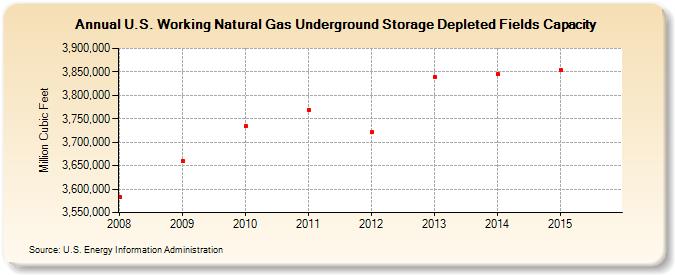 Annual U.S. Working Natural Gas Underground Storage Depleted Fields Capacity
Million Cubic Feet
3,900,000
3,850,000
3,800,000
3,750,000
3,700,000
3,650,000
3,600,000
3,550,000
2008 2009 2010 2011 2012 2013 2014 2015
Source: U.S. Energy Information Administration